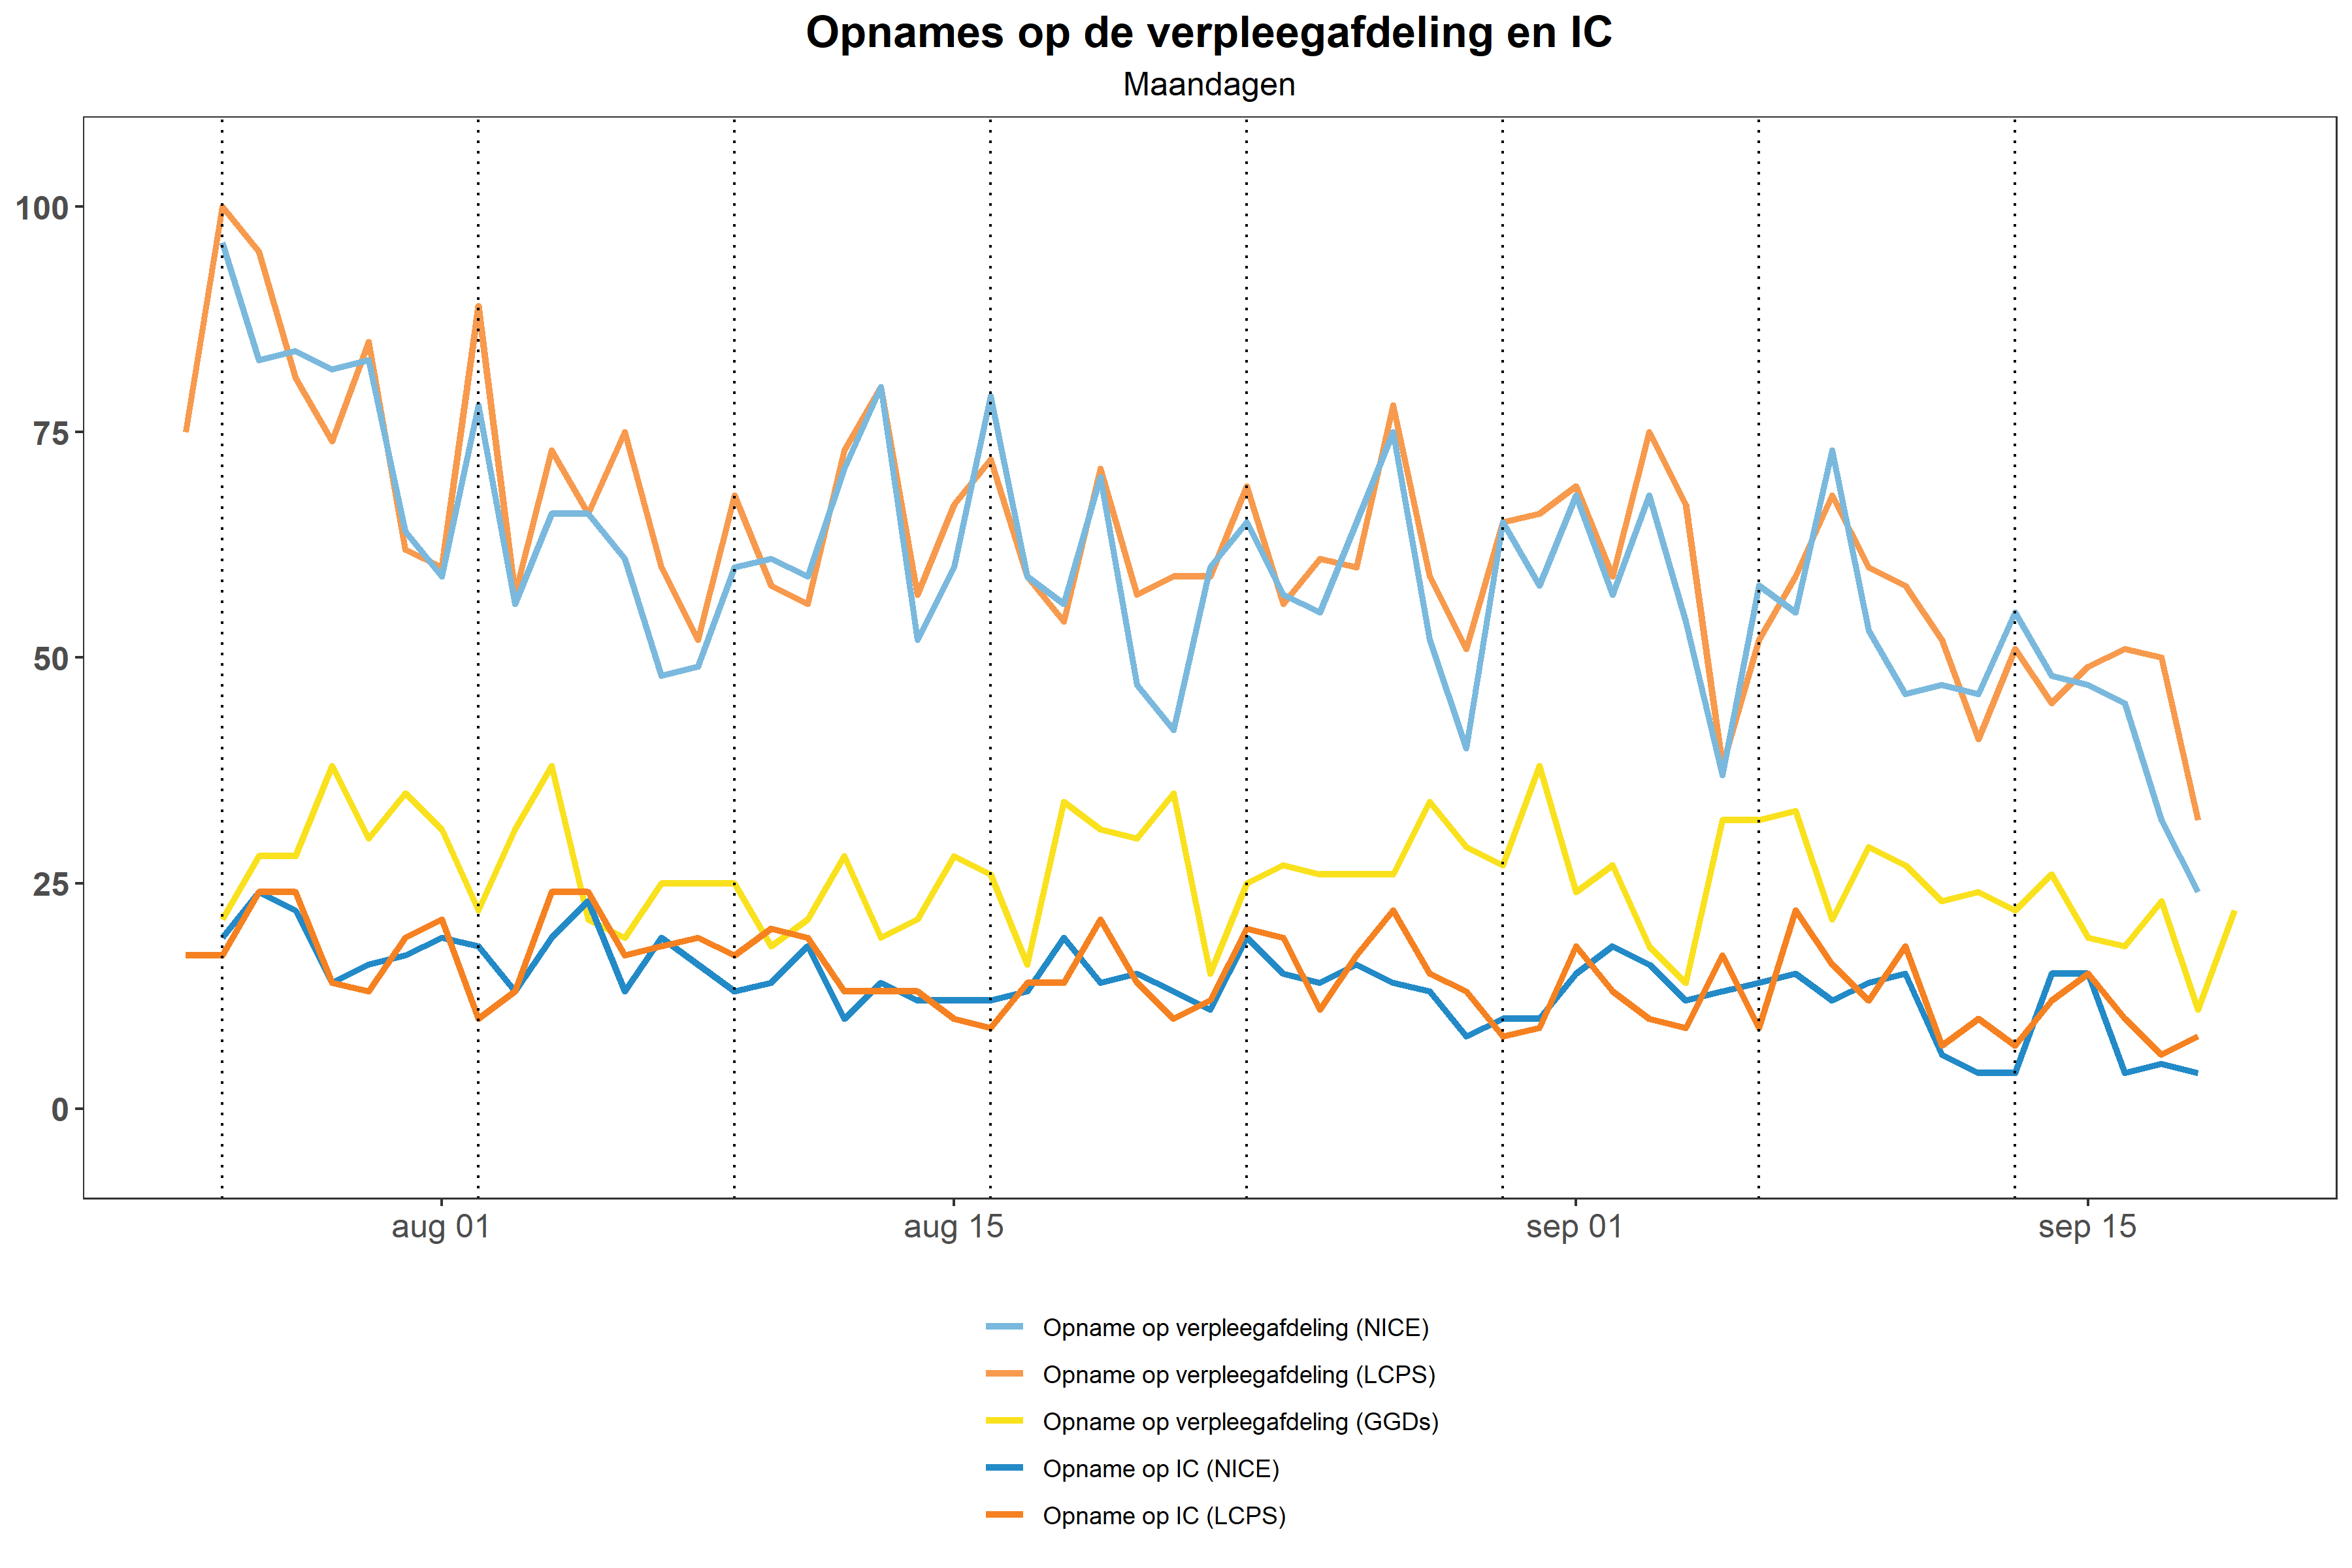 Opnames op de verpleegafdeling en IC
Maandagen
100
75
50
25
0
aug 01 aug 15 sep 01 sep 15
Opname op verpleegafdeling (NICE)
Opname op verpleegafdeling (LCPS)
Opname op verpleegafdeling (GGDs)
Opname op IC (NICE)
Opname op IC (LCPS)